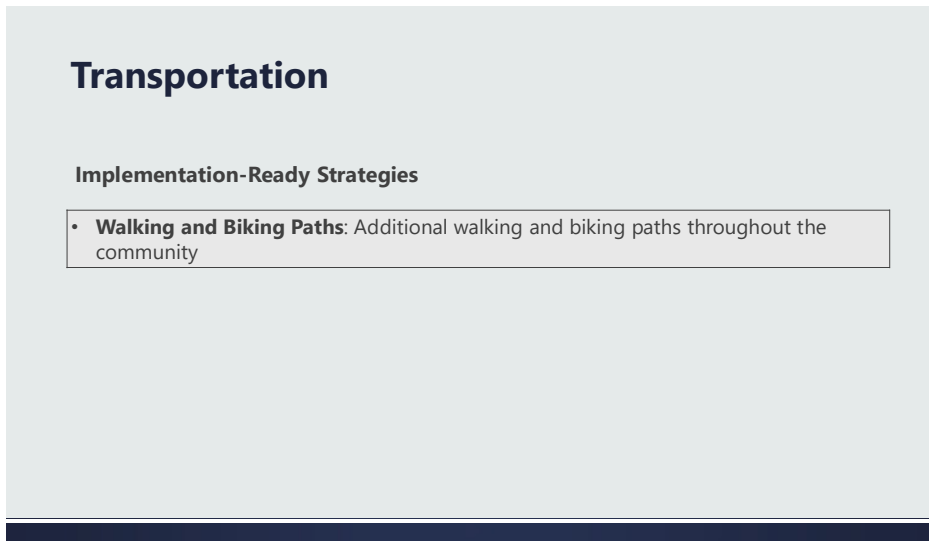 Transportation
Implementation-Ready Strategies
• Walking and Biking Paths: Additional walking and biking paths throughout the
community